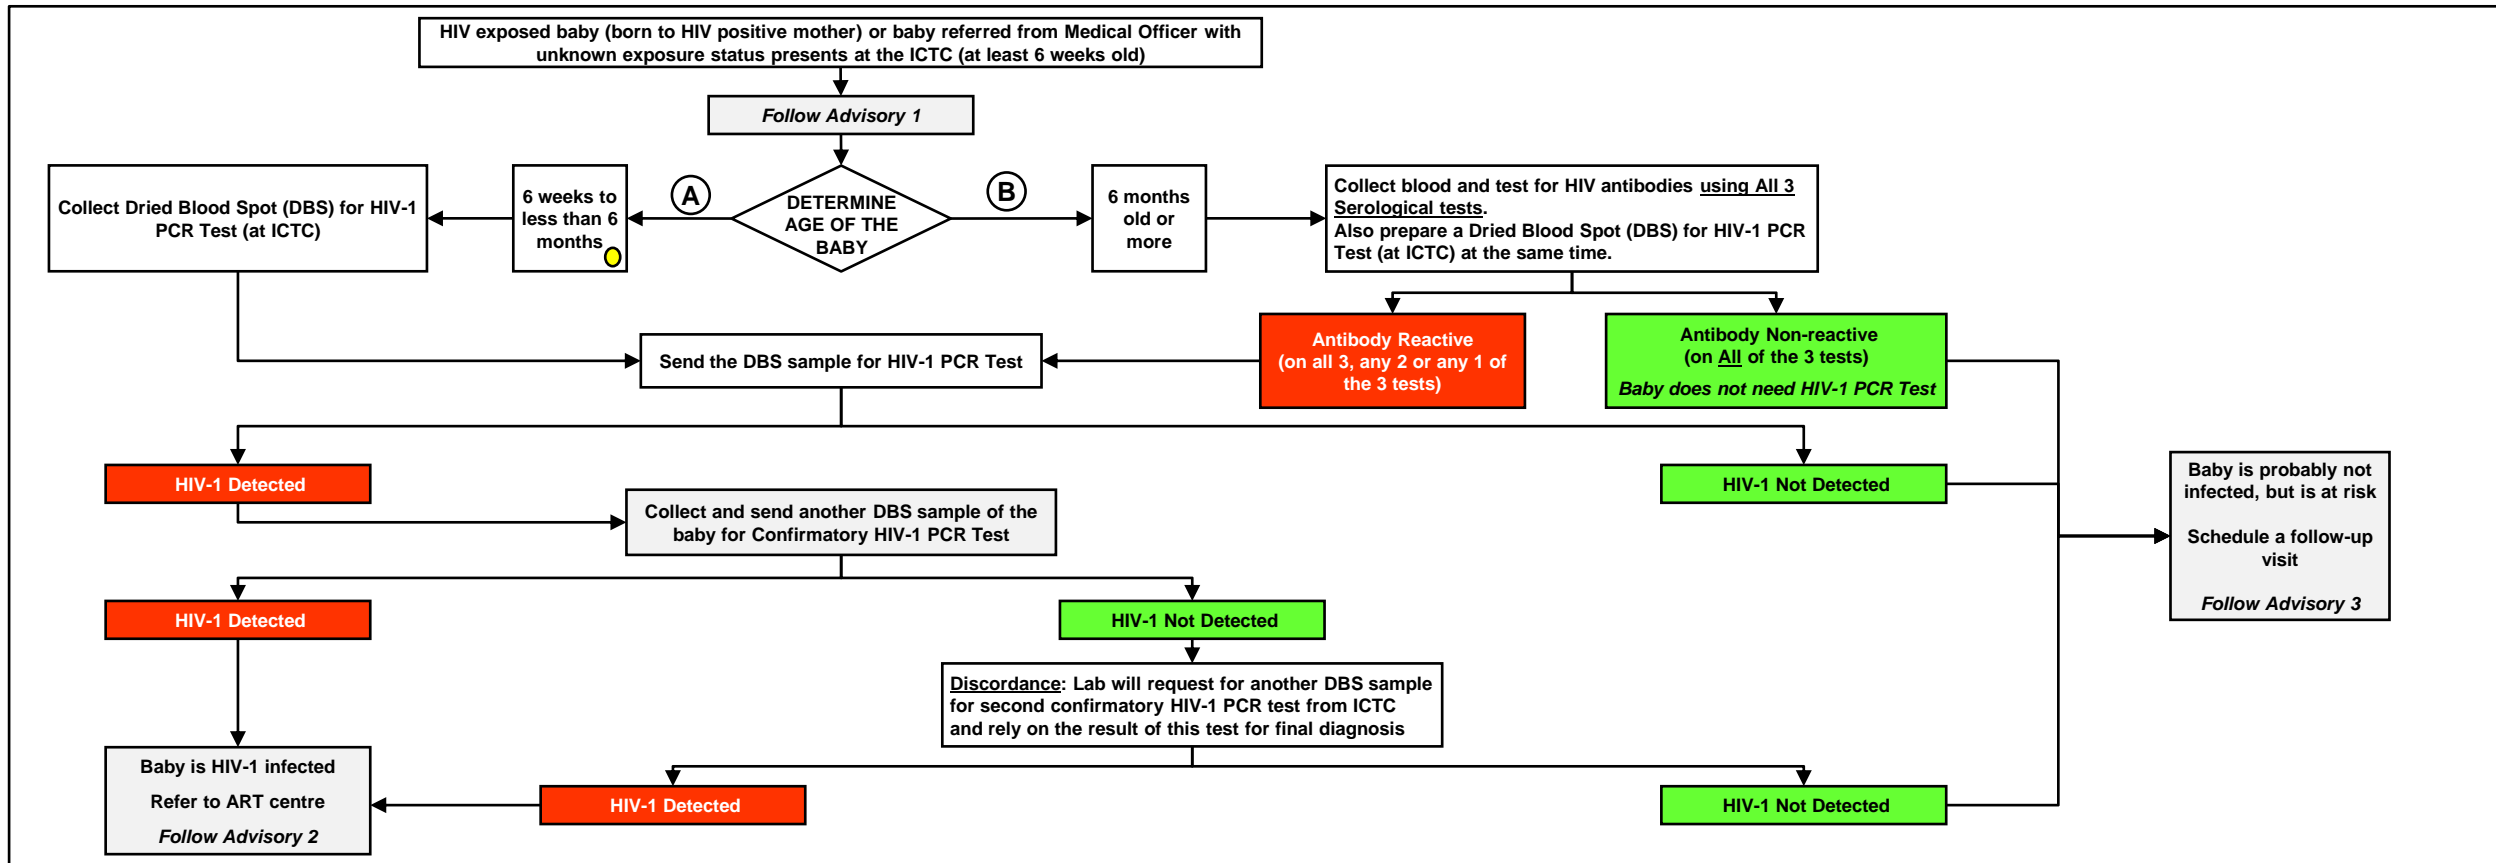 HIV exposed baby (born to HIV positive mother) or baby referred from Medical Officer with
unknown exposure status presents at the ICTC (at least 6 weeks old)
Follow Advisory 1
Collect Dried Blood Spot (DBS) for HIV-1
PCR Test (at ICTC)
6 weeks to
less than 6
months
A
DETERMINE
AGE OF THE
BABY
B
6 months
old or
more
Collect blood and test for HIV antibodies using All 3
Serological tests.
Also prepare a Dried Blood Spot (DBS) for HIV-1 PCR
Test (at ICTC) at the same time.
Send the DBS sample for HIV-1 PCR Test
Antibody Reactive
(on all 3, any 2 or any 1 of
the 3 tests)
Antibody Non-reactive
(on All of the 3 tests)
Baby does not need HIV-1 PCR Test
HIV-1 Detected
HIV-1 Not Detected
Baby is probably not
infected, but is at risk
Schedule a follow-up
visit
Follow Advisory 3
Collect and send another DBS sample of the
baby for Confirmatory HIV-1 PCR Test
HIV-1 Detected
HIV-1 Not Detected
Discordance: Lab will request for another DBS sample
for second confirmatory HIV-1 PCR test from ICTC
and rely on the result of this test for final diagnosis
Baby is HIV-1 infected
Refer to ART centre
Follow Advisory 2
HIV-1 Detected
HIV-1 Not Detected